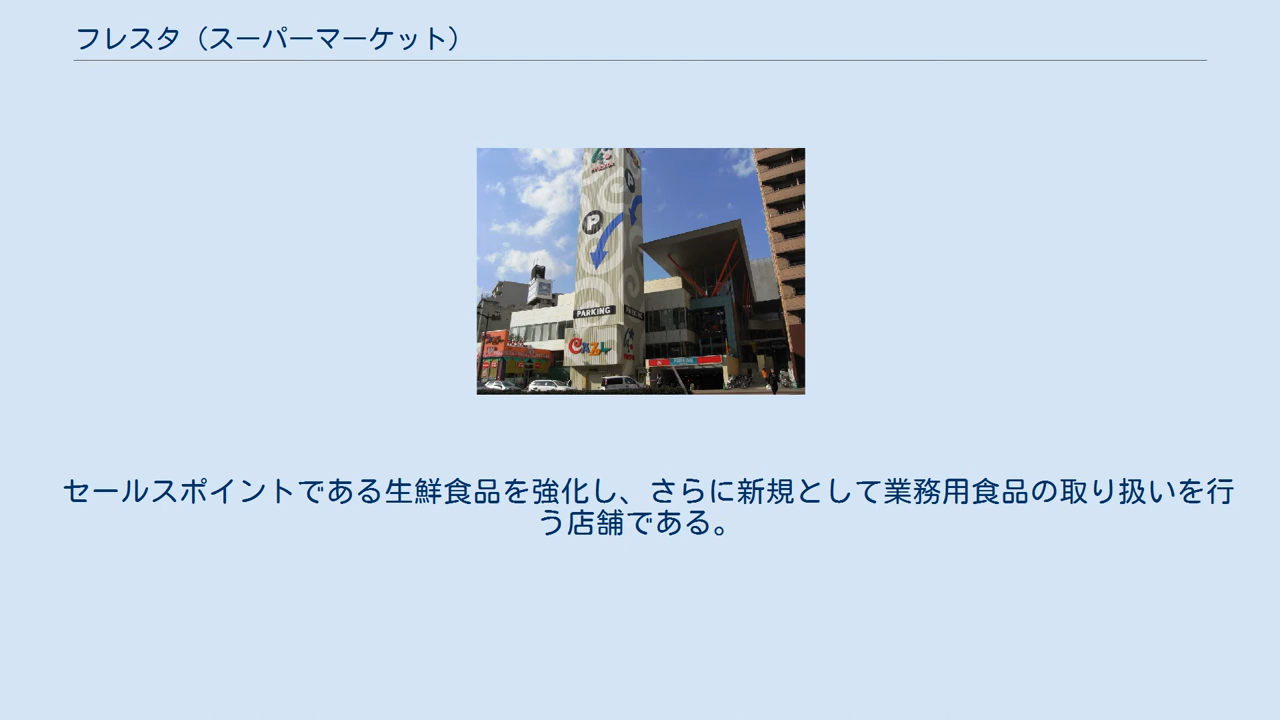 フレスタ（スーパーマーケット）
P
PARKING
CAZL
セールスポイントである生鮮食品を強化し、さらに新規として業務用食品の取り扱いを行
う店舗である。